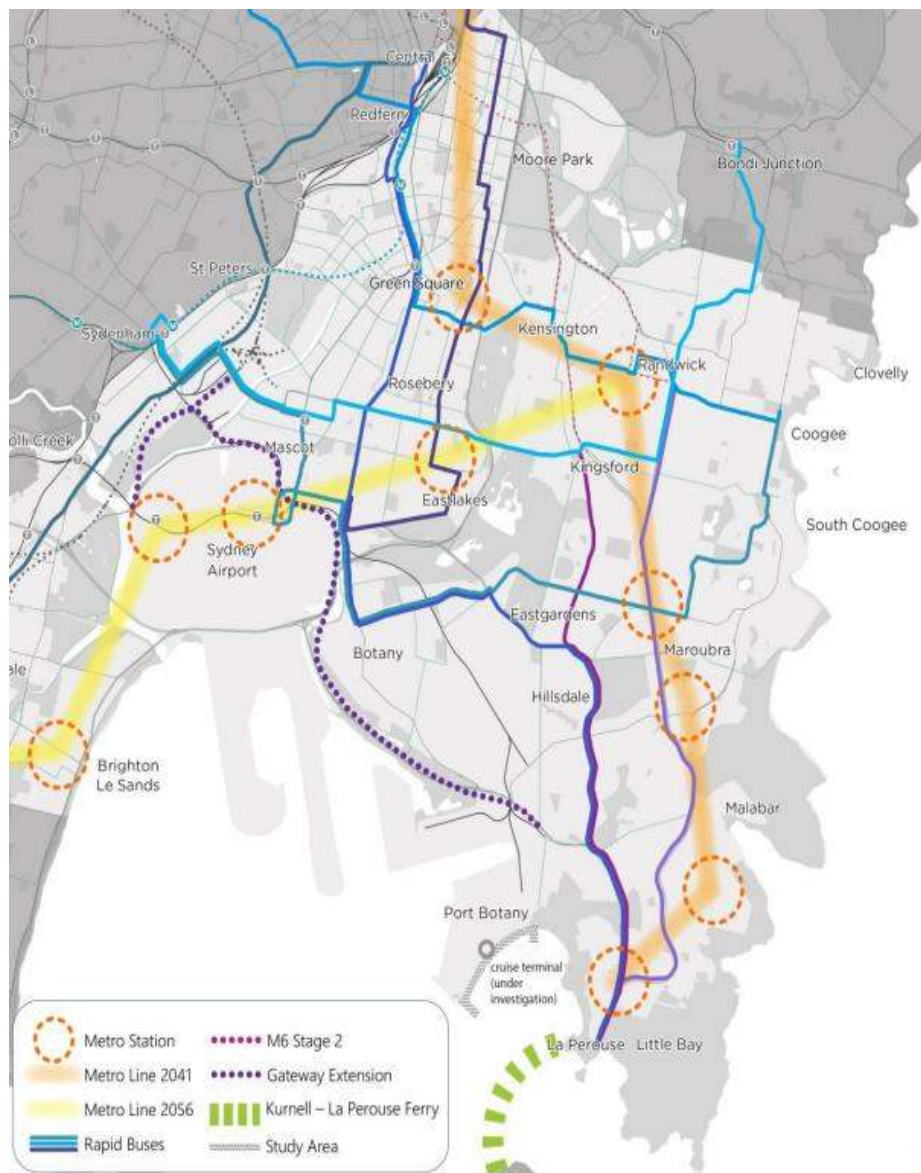 Central
Redfern
Moore Park
Bondi Junction
St Peters
Green Square
Sydenham
Kensington
Randwick
Clovelly
Rosebery
olli Creek
Mascot
Coogee
Kingsford
Eastlakes
South Coogee
Sydney
Airport
Eastgardens
Botany
Maroubra
ale
Hillsdale
Brighton
Le Sands
Malabar
Port Botany
cruise terminal
(under
investigation)
La Perouse Little Bay
Metro Station
Metro Line 2041
Metro Line 2056
Rapid Buses
M6 Stage 2
Gateway Extension
Kurnell – La Perouse Ferry
Study Area